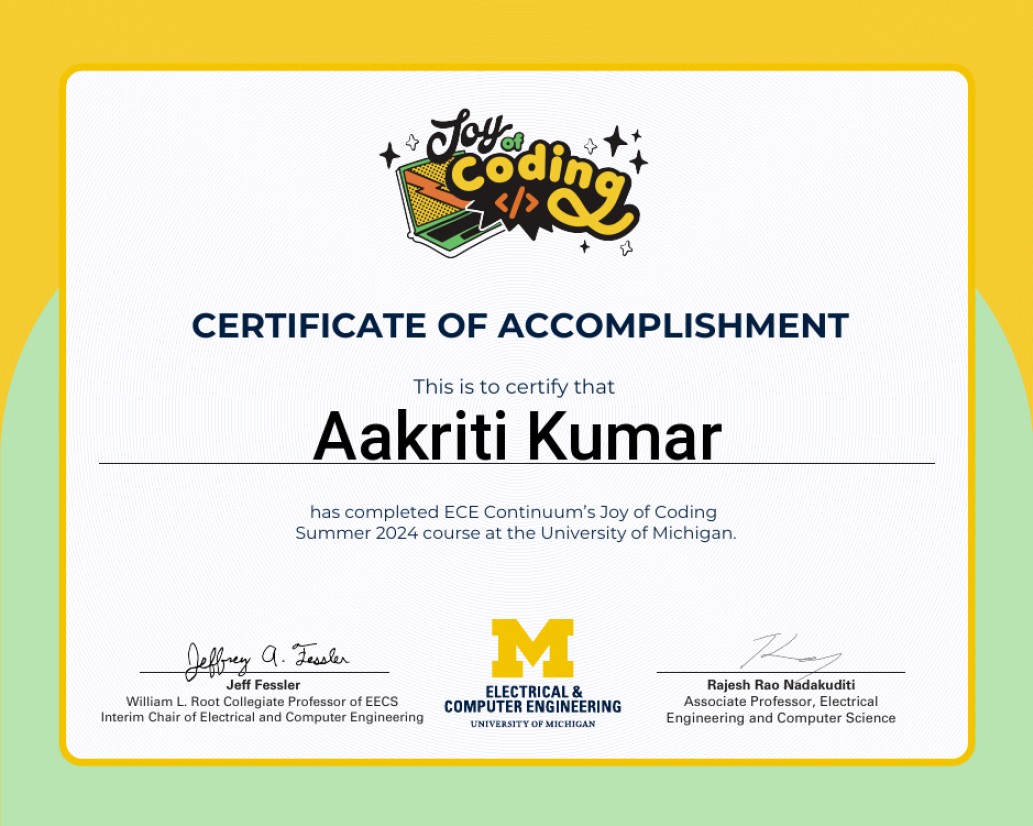 Joy of
Coding
</>
CERTIFICATE OF ACCOMPLISHMENT
This is to certify that
Aakriti Kumar
has completed ECE Continuum’s Joy of Coding
Summer 2024 course at the University of Michigan.
Jeffrey A. Fessler
Jeff Fessler
William L. Root Collegiate Professor of EECS
Interim Chair of Electrical and Computer Engineering
M
ELECTRICAL &
COMPUTER ENGINEERING
UNIVERSITY OF MICHIGAN
Rajesh Rao Nadakuditi
Associate Professor, Electrical
Engineering and Computer Science